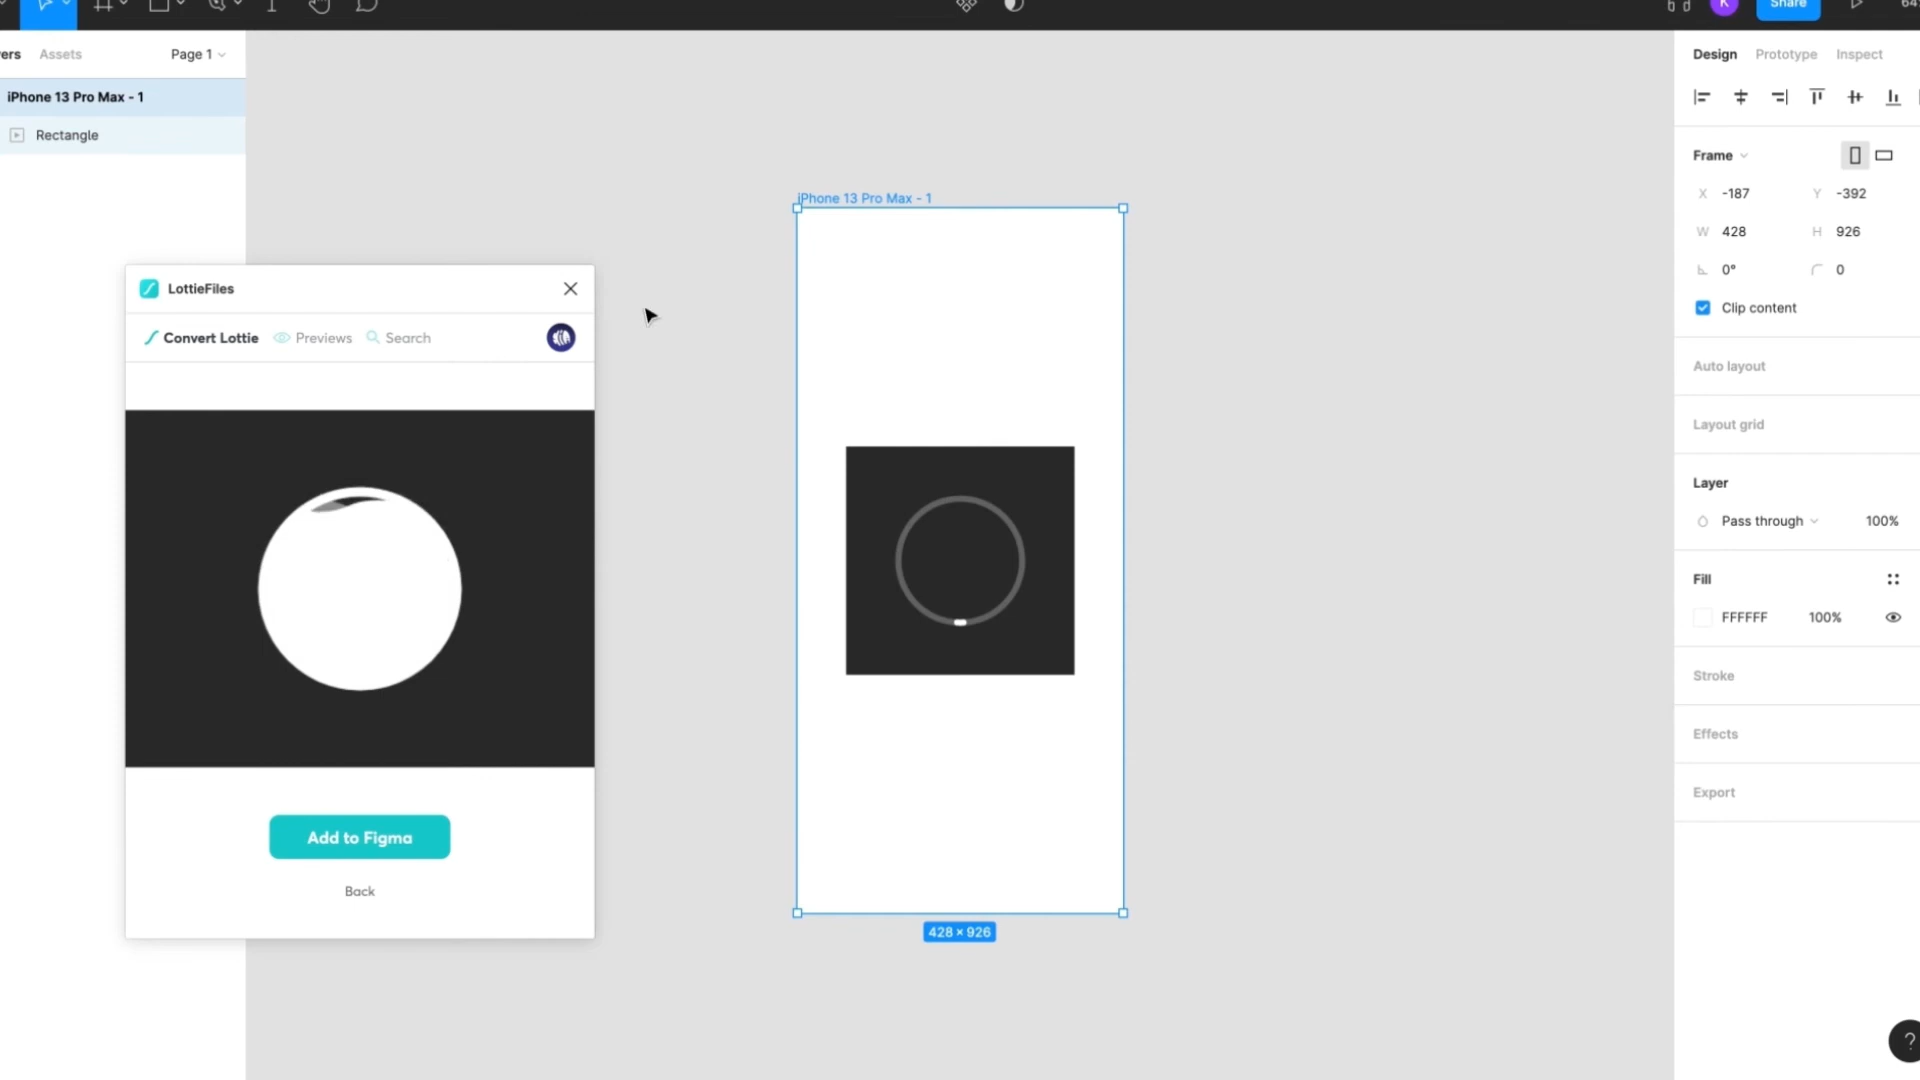 K
Share
64
ers
Assets
Page 1
Design
Prototype
Inspect
iPhone 13 Pro Max - 1
Rectangle
iPhone 13 Pro Max - 1
Frame
X -187
Y -392
W 428
H 926
0°
0
Clip content
LottieFiles
Convert Lottie
Previews
Search
Auto layout
Layout grid
Layer
Pass through
100%
Fill
FFFFFF
100%
Stroke
Effects
Export
Add to Figma
Back
428 × 926
?